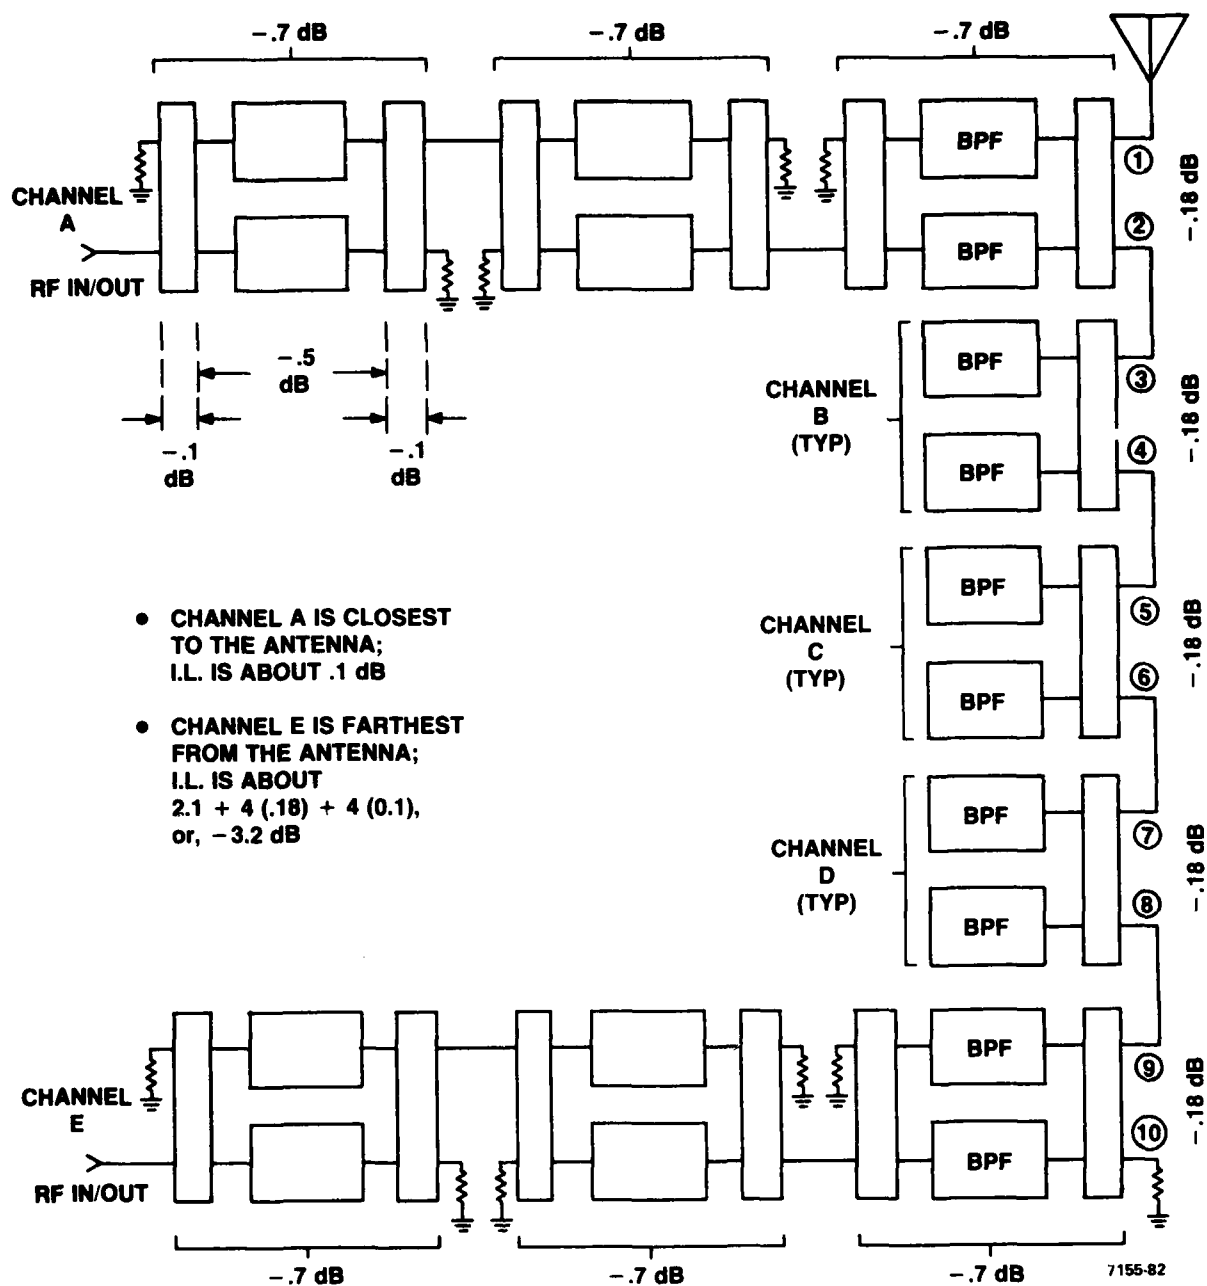 −.7 dB
−.7 dB
−.7 dB
BPF
①
−.18 dB
CHANNEL
A
BPF
②
RF IN/OUT
−.5
dB
−.1
dB
−.1
dB
CHANNEL
B
(TYP)
BPF
③
−.18 dB
BPF
④
CHANNEL
C
(TYP)
BPF
⑤
−.18 dB
BPF
⑥
● CHANNEL A IS CLOSEST
TO THE ANTENNA;
I.L. IS ABOUT .1 dB
● CHANNEL E IS FARTHEST
FROM THE ANTENNA;
I.L. IS ABOUT
2.1 + 4 (.18) + 4 (0.1),
or, −3.2 dB
CHANNEL
D
(TYP)
BPF
⑦
−.18 dB
BPF
⑧
BPF
⑨
−.18 dB
CHANNEL
E
BPF
⑩
RF IN/OUT
−.7 dB
−.7 dB
−.7 dB
7155-82